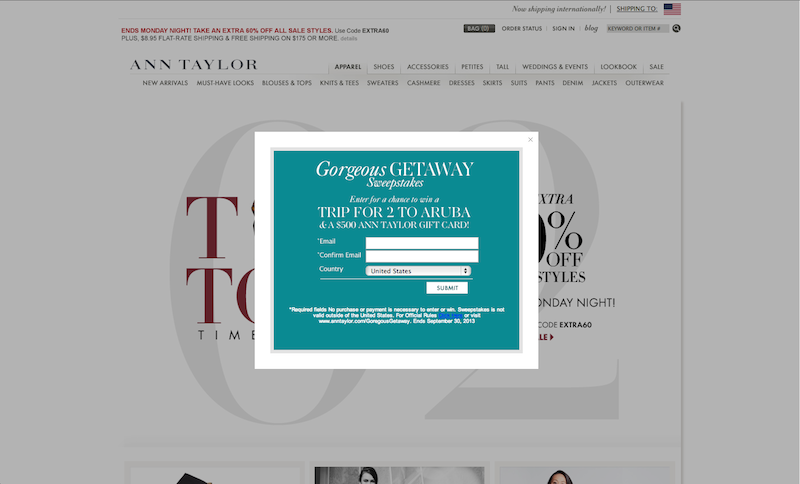 Now shipping internationally!
SHIPPING TO:
ENDS MONDAY NIGHT! TAKE AN EXTRA 60% OFF ALL SALE STYLES. Use Code EXTRA60
PLUS, $8.95 FLAT-RATE SHIPPING & FREE SHIPPING ON $175 OR MORE. details
BAG (0)
ORDER STATUS
SIGN IN
blog
KEYWORD OR ITEM #
ANN TAYLOR
APPAREL
SHOES
ACCESSORIES
PETITES
TALL
WEDDINGS & EVENTS
LOOKBOOK
SALE
NEW ARRIVALS
MUST-HAVE LOOKS
BLOUSES & TOPS
KNITS & TEES
SWEATERS
CASHMERE
DRESSES
SKIRTS
SUITS
PANTS
DENIM
JACKETS
OUTERWEAR
Gorgeous GETAWAY
Sweepstakes
Enter for a chance to win a
TRIP FOR 2 TO ARUBA
& A $500 ANN TAYLOR GIFT CARD!
*Email
*Confirm Email
Country
United States
SUBMIT
*Required fields No purchase or payment is necessary to enter or win. Sweepstakes is not
valid outside of the United States. For Official Rules or visit
www.anntaylor.com/GoregousGetaway. Ends September 30, 2013
T
TO
TIME
EXTRA
%
OFF
STYLES
ONDAY NIGHT!
CODE EXTRA60
LE